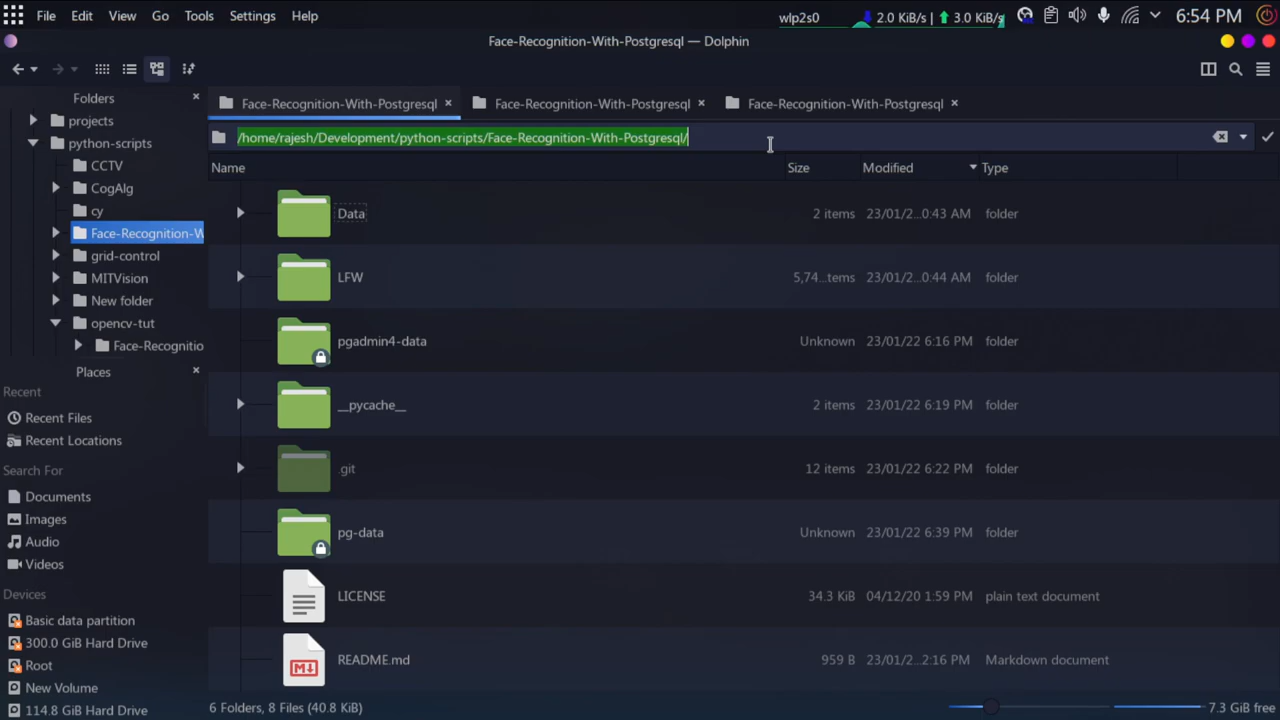 File Edit View Go Tools Settings Help
wlp2s0 2.0 KiB/s | 3.0 KiB/s 6:54 PM
Face-Recognition-With-Postgresql — Dolphin
Folders
projects
python-scripts
CCTV
CogAlg
cy
Face-Recognition-W
grid-control
MITVision
New folder
opencv-tut
Face-Recognitio
Places
Recent
Recent Files
Recent Locations
Search For
Documents
Images
Audio
Videos
Devices
Basic data partition
300.0 GiB Hard Drive
Root
New Volume
114.8 GiB Hard Drive
Face-Recognition-With-Postgresql Face-Recognition-With-Postgresql Face-Recognition-With-Postgresql
/home/rajesh/Development/python-scripts/Face-Recognition-With-Postgresql/
Name Size Modified Type
Data 2 items 23/01/2...0:43 AM folder
LFW 5,74...tems 23/01/2...0:44 AM folder
pgadmin4-data Unknown 23/01/22 6:16 PM folder
__pycache__ 2 items 23/01/22 6:19 PM folder
.git 12 items 23/01/22 6:22 PM folder
pg-data Unknown 23/01/22 6:39 PM folder
LICENSE 34.3 KiB 04/12/20 1:59 PM plain text document
README.md 959 B 23/01/2...2:16 PM Markdown document
6 Folders, 8 Files (40.8 KiB) 7.3 GiB free